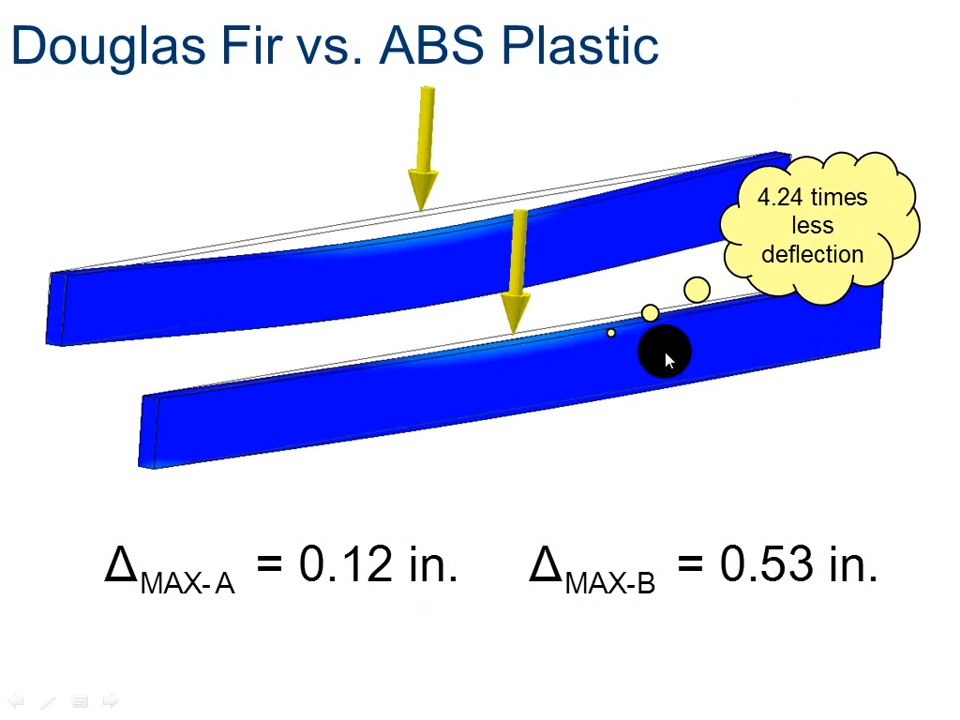 Douglas Fir vs. ABS Plastic
4.24 times
less
deflection
ΔMAX-A = 0.12 in. ΔMAX-B = 0.53 in.